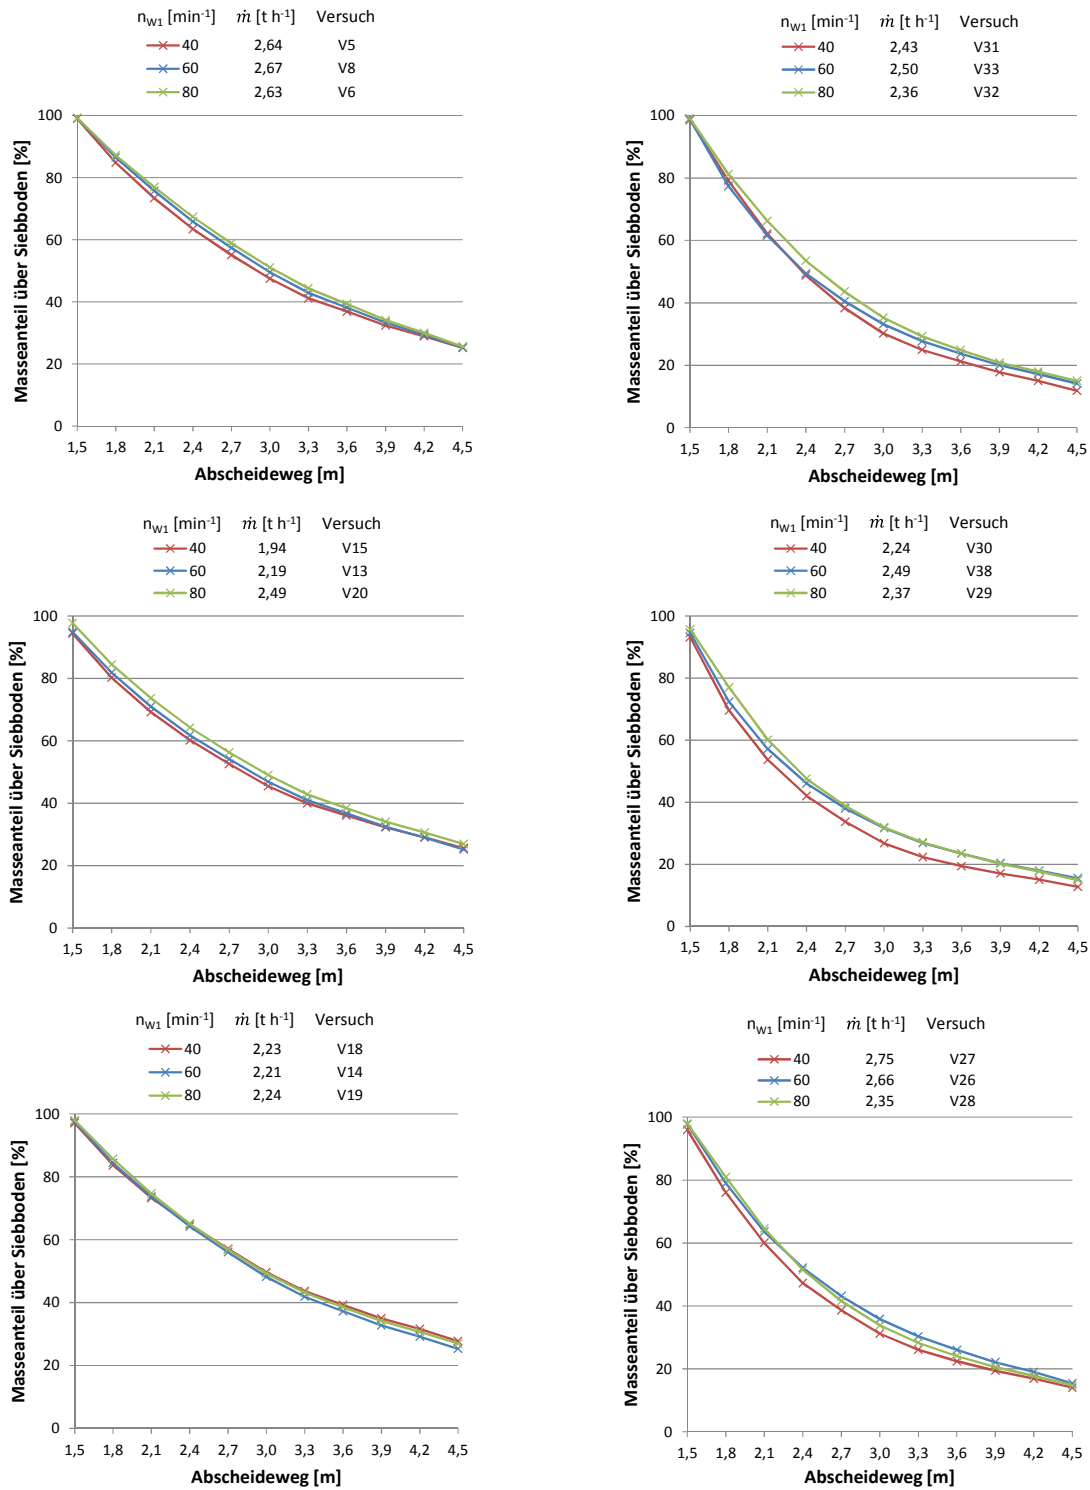 n_W1 [min⁻¹] ṁ [t h⁻¹] Versuch
40 2,64 V5
60 2,67 V8
80 2,63 V6
Masseanteil über Siebboden [%]
100
80
60
40
20
0
1,5 1,8 2,1 2,4 2,7 3,0 3,3 3,6 3,9 4,2 4,5
Abscheideweg [m]
n_W1 [min⁻¹] ṁ [t h⁻¹] Versuch
40 2,43 V31
60 2,50 V33
80 2,36 V32
Masseanteil über Siebboden [%]
100
80
60
40
20
0
1,5 1,8 2,1 2,4 2,7 3,0 3,3 3,6 3,9 4,2 4,5
Abscheideweg [m]
n_W1 [min⁻¹] ṁ [t h⁻¹] Versuch
40 1,94 V15
60 2,19 V13
80 2,49 V20
Masseanteil über Siebboden [%]
100
80
60
40
20
0
1,5 1,8 2,1 2,4 2,7 3,0 3,3 3,6 3,9 4,2 4,5
Abscheideweg [m]
n_W1 [min⁻¹] ṁ [t h⁻¹] Versuch
40 2,24 V30
60 2,49 V38
80 2,37 V29
Masseanteil über Siebboden [%]
100
80
60
40
20
0
1,5 1,8 2,1 2,4 2,7 3,0 3,3 3,6 3,9 4,2 4,5
Abscheideweg [m]
n_W1 [min⁻¹] ṁ [t h⁻¹] Versuch
40 2,23 V18
60 2,21 V14
80 2,24 V19
Masseanteil über Siebboden [%]
100
80
60
40
20
0
1,5 1,8 2,1 2,4 2,7 3,0 3,3 3,6 3,9 4,2 4,5
Abscheideweg [m]
n_W1 [min⁻¹] ṁ [t h⁻¹] Versuch
40 2,75 V27
60 2,66 V26
80 2,35 V28
Masseanteil über Siebboden [%]
100
80
60
40
20
0
1,5 1,8 2,1 2,4 2,7 3,0 3,3 3,6 3,9 4,2 4,5
Abscheideweg [m]